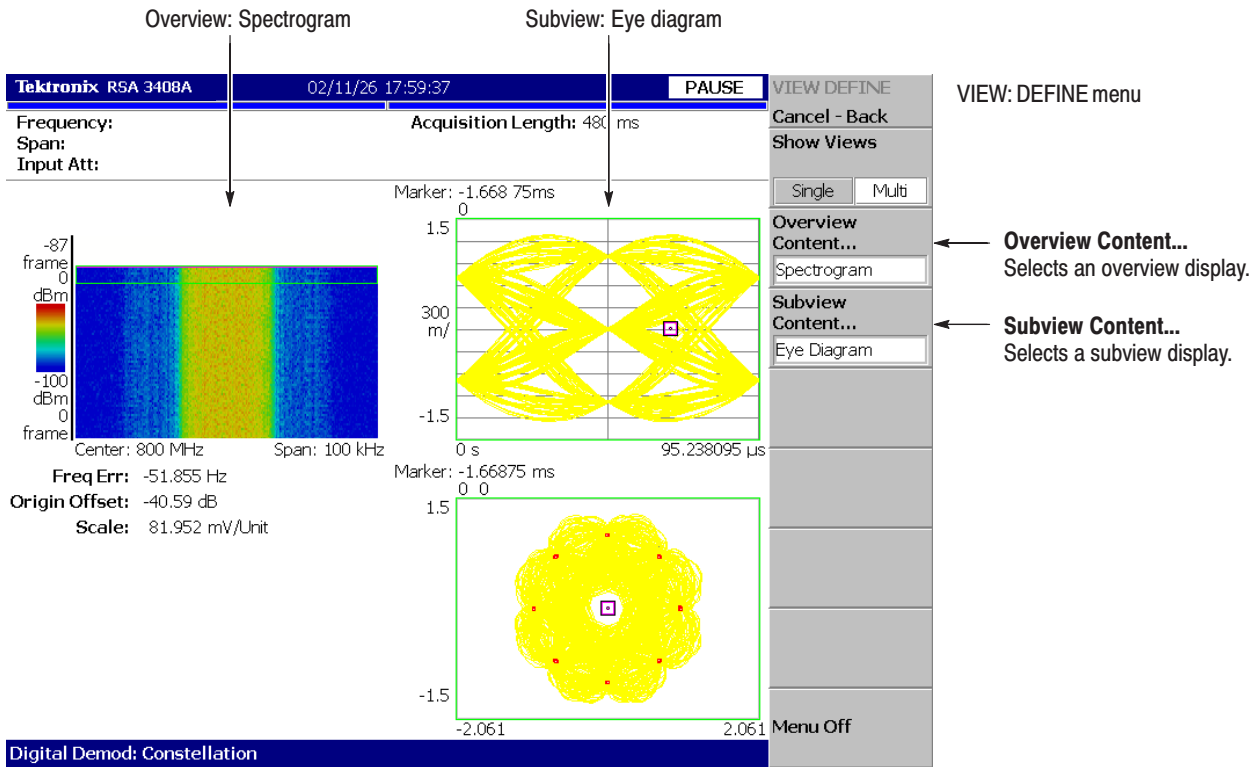 Overview: Spectrogram
Subview: Eye diagram
Tektronix RSA 3408A 02/11/26 17:59:37 PAUSE
Frequency:
Span:
Input Att:
Acquisition Length: 480 ms
VIEW DEFINE
Cancel - Back
Show Views
Single Multi
VIEW: DEFINE menu
Overview
Content...
Spectrogram
Overview Content...
Selects an overview display.
Subview
Content...
Eye Diagram
Subview Content...
Selects a subview display.
Menu Off
-87
frame
0
dBm
-100
dBm
0
frame
Center: 800 MHz Span: 100 kHz
Freq Err: -51.855 Hz
Origin Offset: -40.59 dB
Scale: 81.952 mV/Unit
Marker: -1.668 75ms
0
1.5
300
m/
-1.5
0 s 95.238095 µs
Marker: -1.66875 ms
0 0
1.5
-1.5
-2.061 2.061
Digital Demod: Constellation